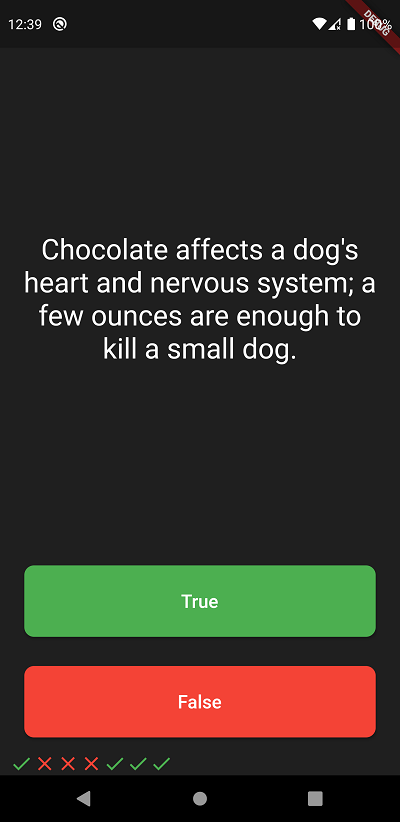 12:39
100%
DEBUG
Chocolate affects a dog's
heart and nervous system; a
few ounces are enough to
kill a small dog.
True
False